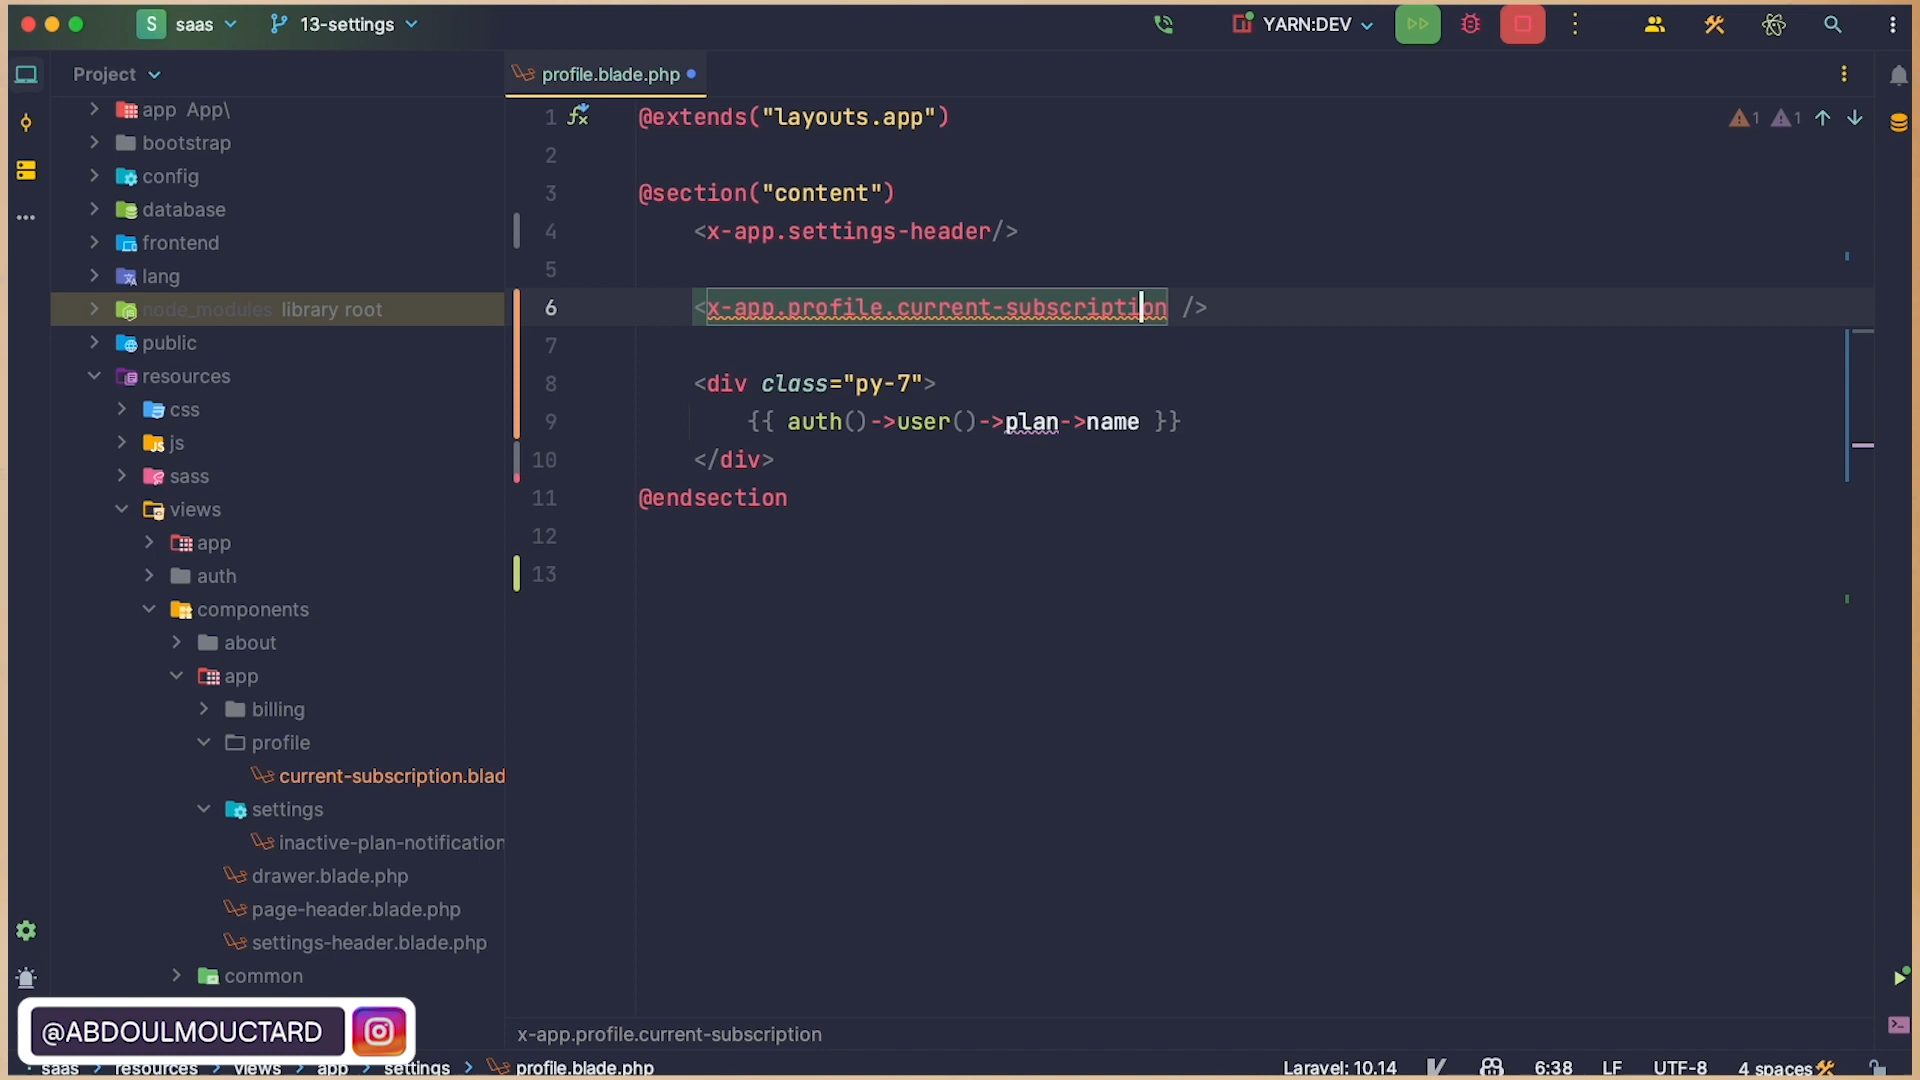 S saas 13-settings YARN:DEV
Project
profile.blade.php
app App\
bootstrap
config
database
frontend
lang
node_modules library root
public
resources
css
js
sass
views
app
auth
components
about
app
billing
profile
current-subscription.blad
settings
inactive-plan-notification
drawer.blade.php
page-header.blade.php
settings-header.blade.php
common
1 @extends("layouts.app")
2
3 @section("content")
4 <x-app.settings-header/>
5
6 <x-app.profile.current-subscription />
7
8 <div class="py-7">
9 {{ auth()->user()->plan->name }}
10 </div>
11 @endsection
12
13
1 1
@ABDOULMOUCTARD
x-app.profile.current-subscription
saas > resources > views > app > settings > profile.blade.php
Laravel: 10.14 6:38 LF UTF-8 4 spaces